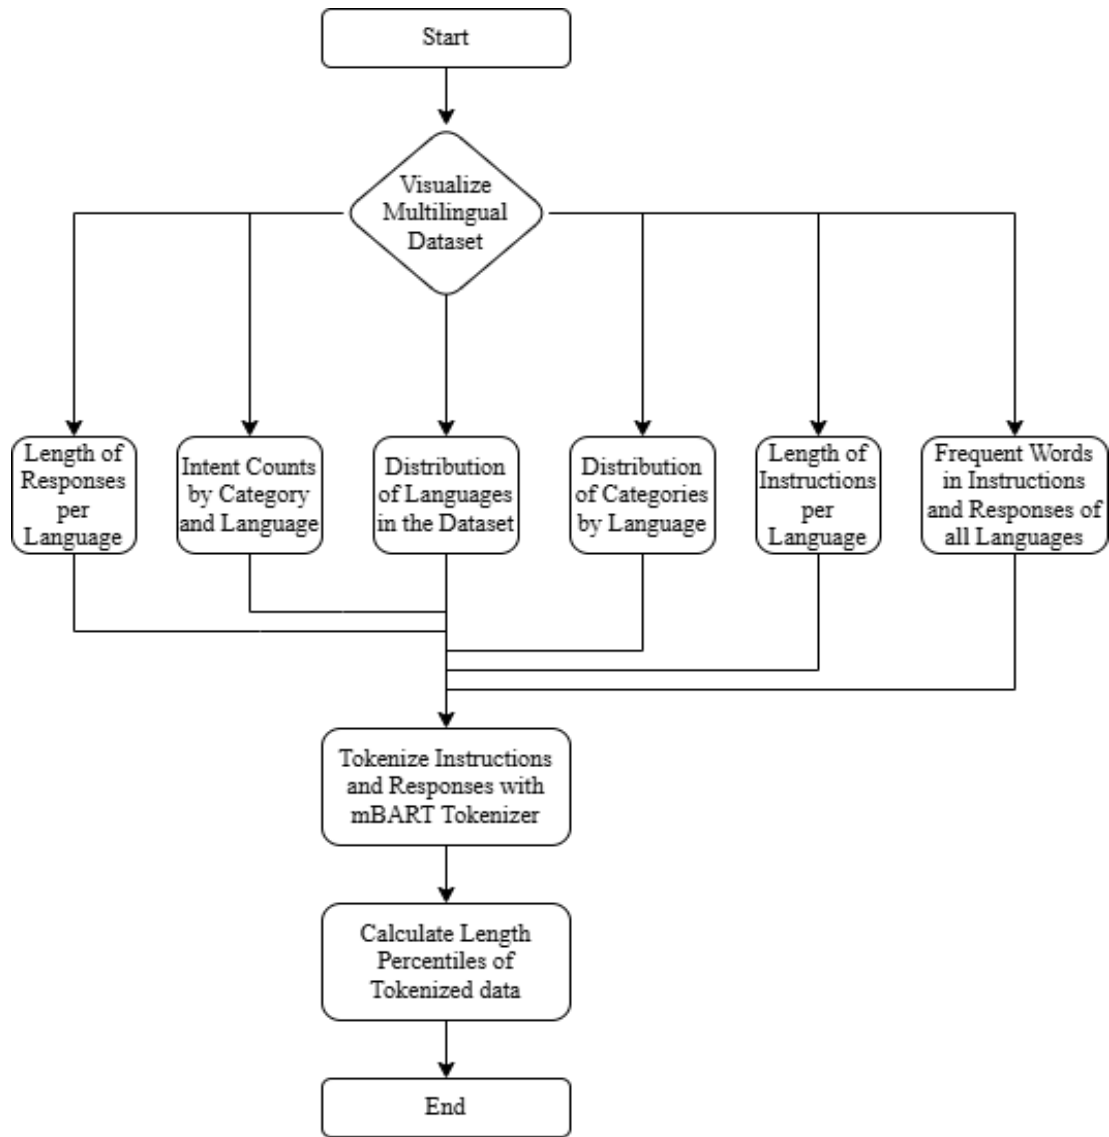 Start
Visualize
Multilingual
Dataset
Length of
Responses
per
Language
Intent Counts
by Category
and Language
Distribution
of Languages
in the Dataset
Distribution
of Categories
by Language
Length of
Instructions
per
Language
Frequent Words
in Instructions
and Responses of
all Languages
Tokenize Instructions
and Responses with
mBART Tokenizer
Calculate Length
Percentiles of
Tokenized data
End